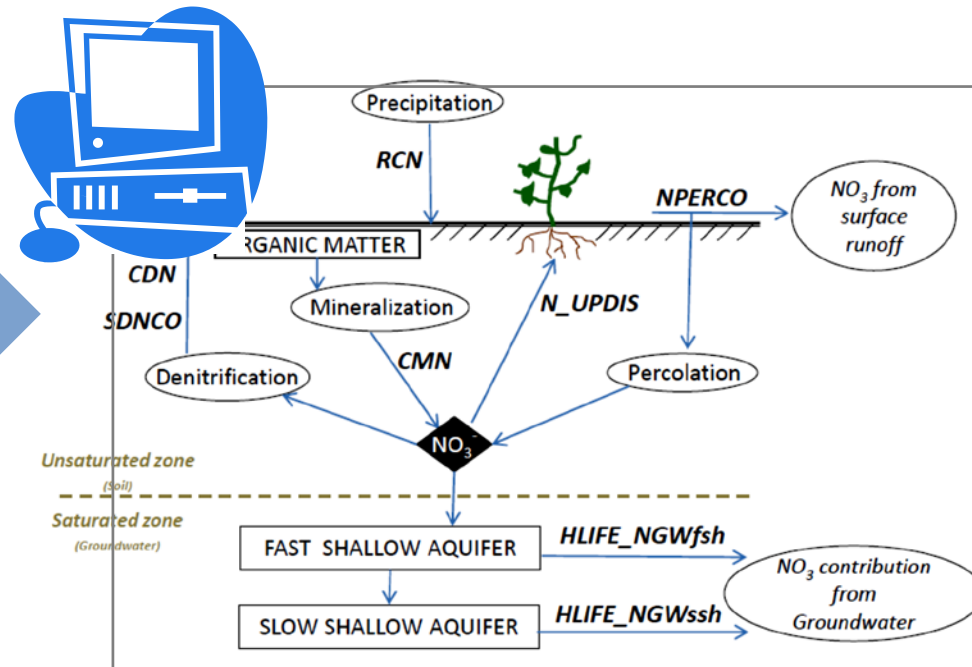 Precipitation
RCN
NPERCO
NO3 from
surface
runoff
RGANIC MATTER
CDN
Mineralization
N_UPDIS
SDNCO
CMN
Denitrification
Percolation
NO3-
Unsaturated zone
(Soil)
Saturated zone
(Groundwater)
FAST SHALLOW AQUIFER
HLIFE_NGWfsh
NO3 contribution
from
Groundwater
SLOW SHALLOW AQUIFER
HLIFE_NGWssh